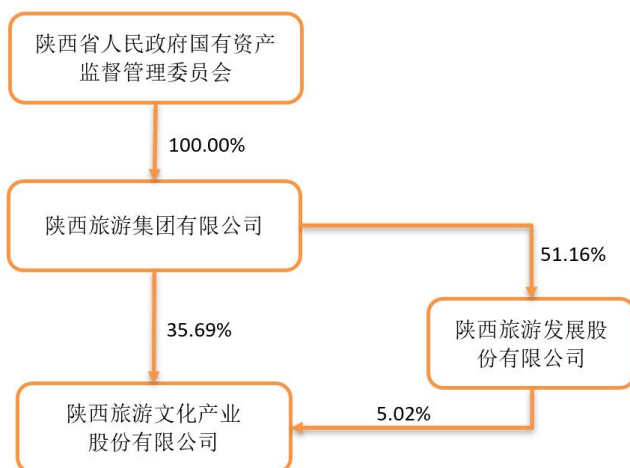 陕西省人民政府国有资产
监督管理委员会
100.00%
陕西旅游集团有限公司
51.16%
35.69%
陕西旅游发展股
份有限公司
5.02%
陕西旅游文化产业
股份有限公司